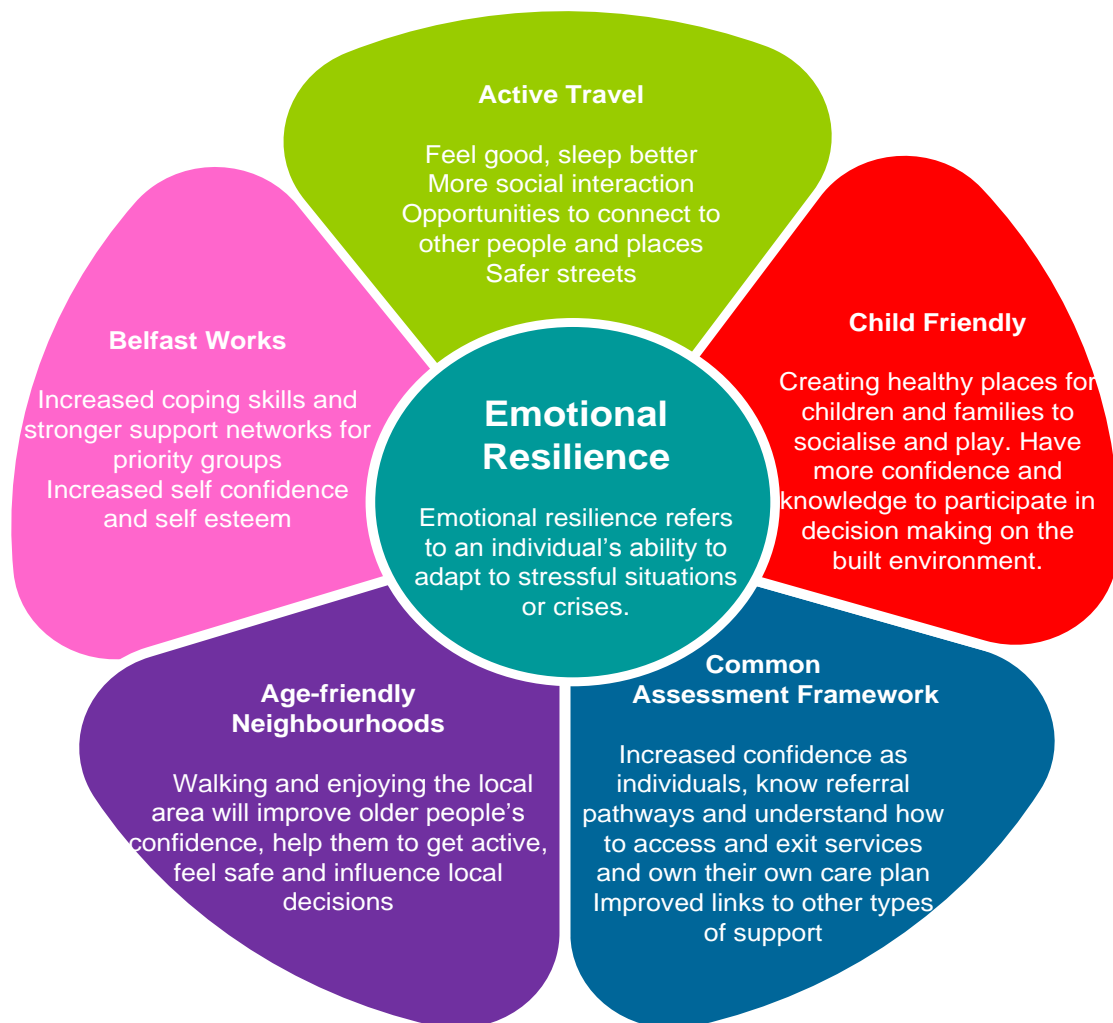 Active Travel
Feel good, sleep better
More social interaction
Opportunities to connect to
other people and places
Safer streets
Child Friendly
Creating healthy places for
children and families to
socialise and play. Have
more confidence and
knowledge to participate in
decision making on the
built environment.
Common
Assessment Framework
Increased confidence as
individuals, know referral
pathways and understand how
to access and exit services
and own their own care plan
Improved links to other types
of support
Age-friendly
Neighbourhoods
Walking and enjoying the local
area will improve older people’s
confidence, help them to get active,
feel safe and influence local
decisions
Belfast Works
Increased coping skills and
stronger support networks for
priority groups
Increased self confidence
and self esteem
Emotional
Resilience
Emotional resilience refers
to an individual’s ability to
adapt to stressful situations
or crises.